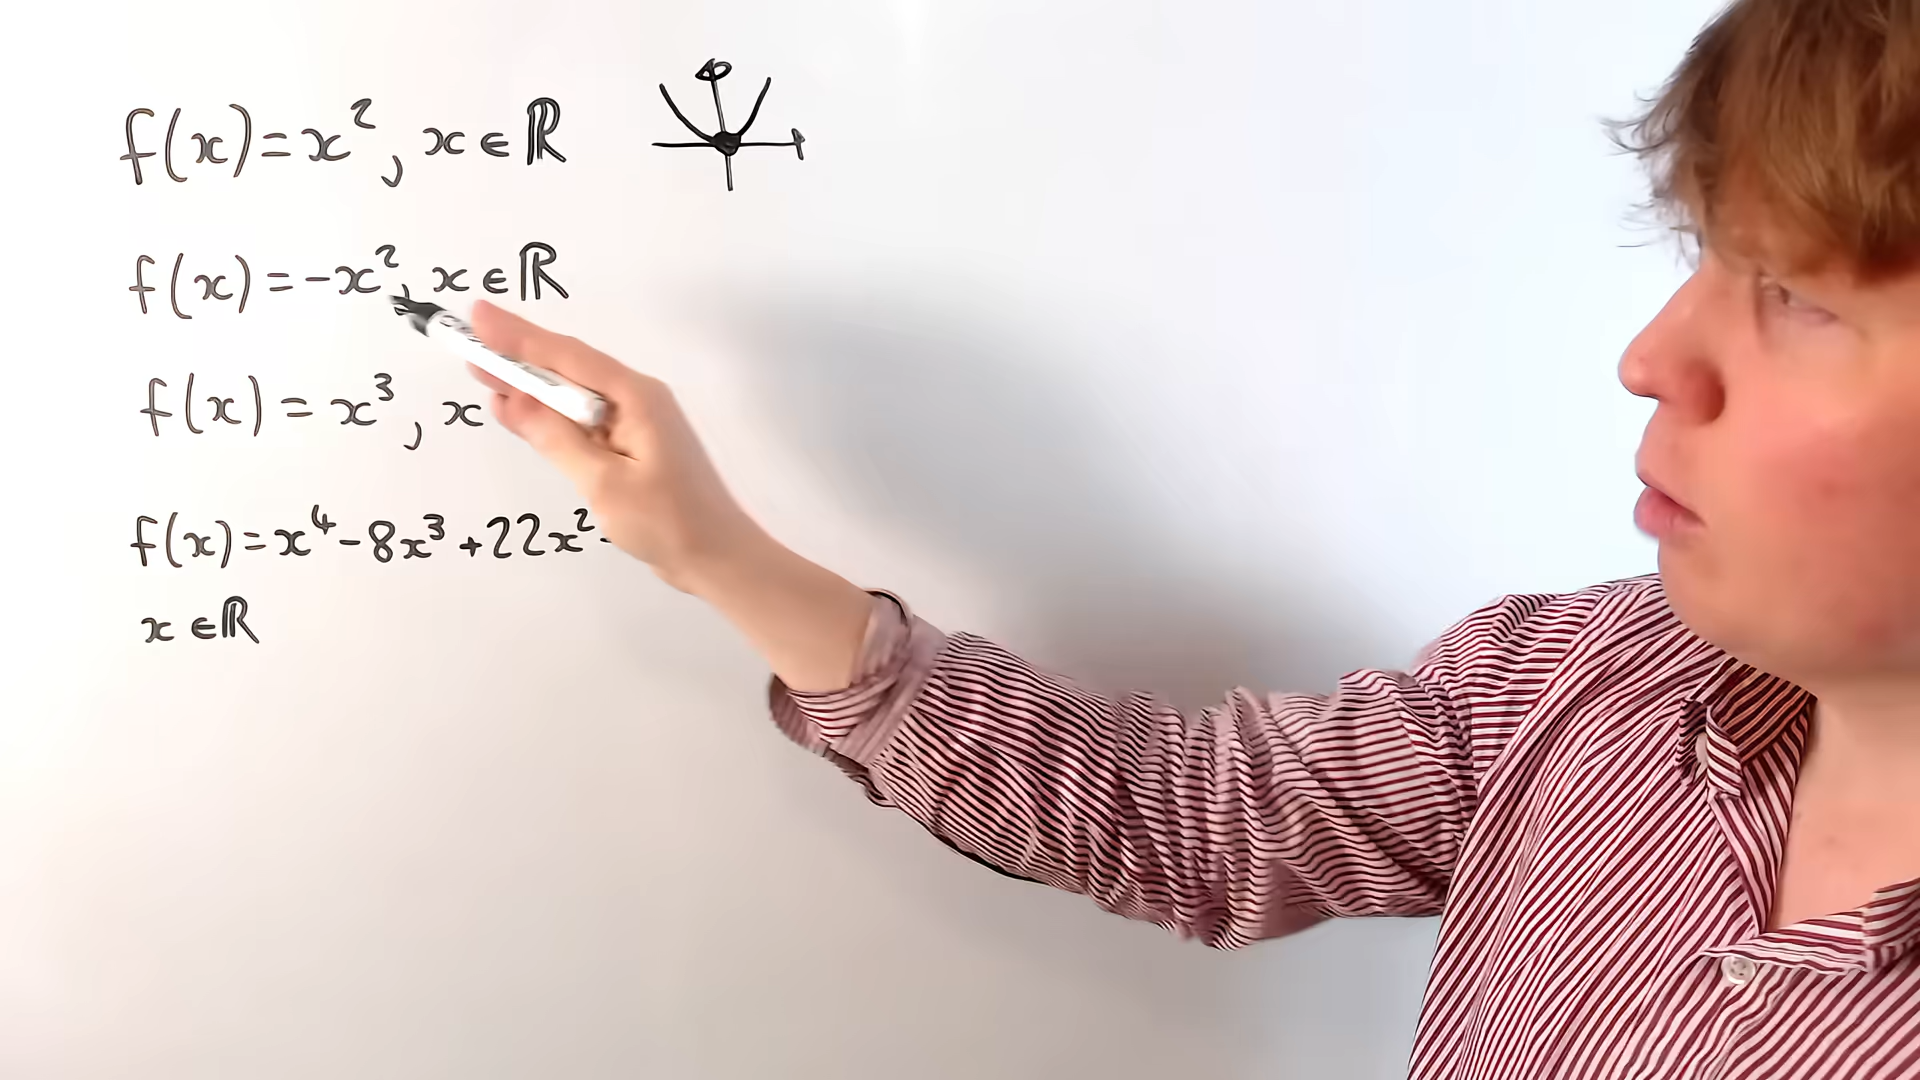 f(x)=x², x∈ℝ
f(x)=-x², x∈ℝ
f(x)=x³, x
f(x)=x⁴-8x³+22x²-
x∈ℝ